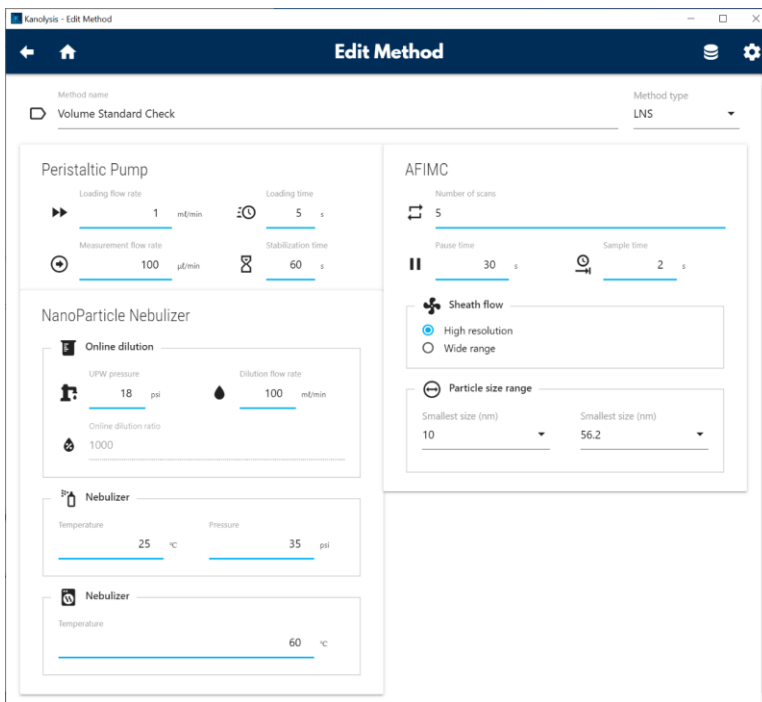 Kanolysis - Edit Method
Edit Method
Method name
Volume Standard Check
Method type
LNS
Peristaltic Pump
Loading flow rate
1 mℓ/min
Loading time
5 s
Measurement flow rate
100 µℓ/min
Stabilization time
60 s
NanoParticle Nebulizer
Online dilution
UPW pressure
18 psi
Dilution flow rate
100 mℓ/min
Online dilution ratio
1000
Nebulizer
Temperature
25 °C
Pressure
35 psi
Nebulizer
Temperature
60 °C
AFIMC
Number of scans
5
Pause time
30 s
Sample time
2 s
Sheath flow
High resolution
Wide range
Particle size range
Smallest size (nm)
10
Smallest size (nm)
56.2